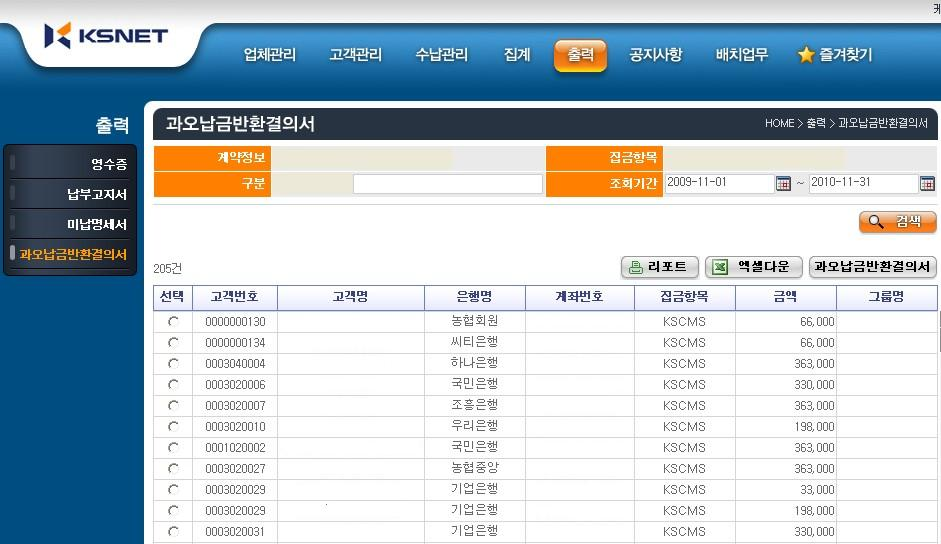 KSNET
업체관리 고객관리 수납관리 집계 출력 공지사항 배치업무 즐겨찾기
출력
영수증
납부고지서
미납명세서
과오납금반환결의서
과오납금반환결의서 HOME > 출력 > 과오납금반환결의서
계약정보 집금항목
구분 조회기간 2009-11-01 ~ 2010-11-31
검색
205건 리포트 엑셀다운 과오납금반환결의서
선택 고객번호 고객명 은행명 계좌번호 집금항목 금액 그룹명
0000000130 농협회원 KSCMS 66,000
0000000134 씨티은행 KSCMS 66,000
0003040004 하나은행 KSCMS 363,000
0003020006 국민은행 KSCMS 330,000
0003020007 조흥은행 KSCMS 363,000
0003020010 우리은행 KSCMS 198,000
0001020002 국민은행 KSCMS 363,000
0003020027 농협중앙 KSCMS 363,000
0003020029 기업은행 KSCMS 33,000
0003020029 기업은행 KSCMS 198,000
0003020031 기업은행 KSCMS 330,000